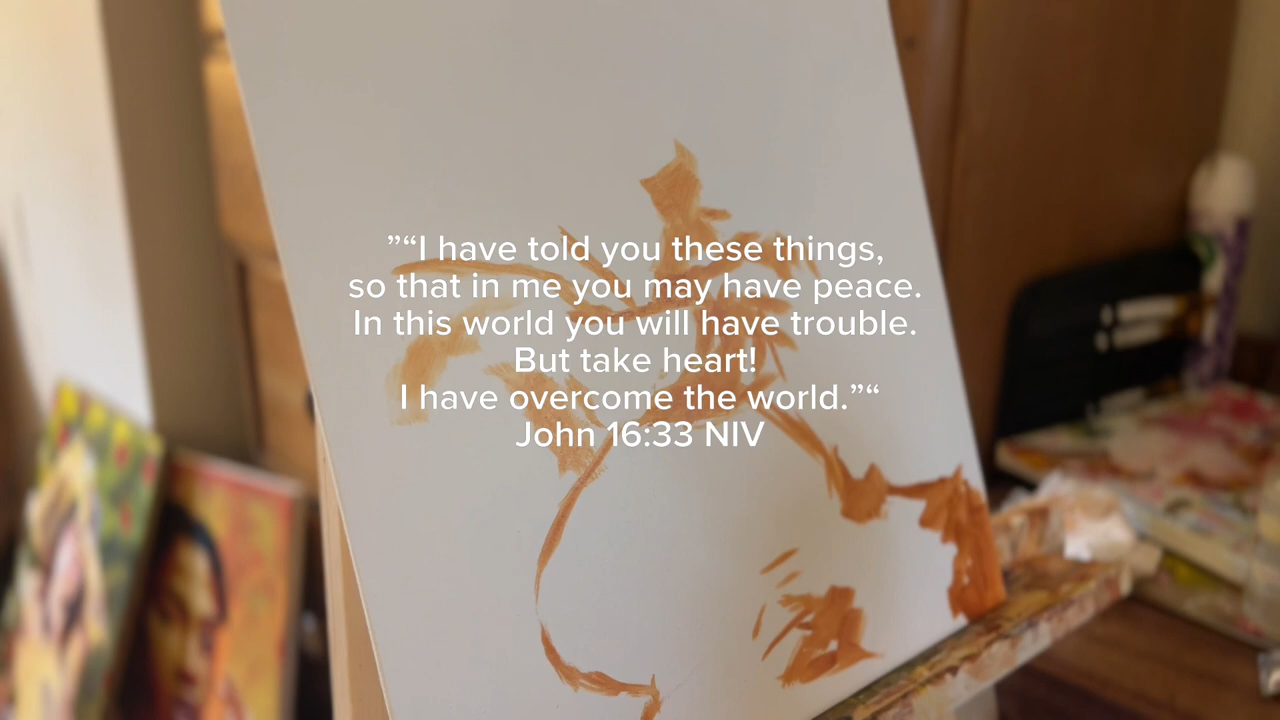 ”“I have told you these things,
so that in me you may have peace.
In this world you will have trouble.
But take heart!
I have overcome the world.”“
John 16:33 NIV